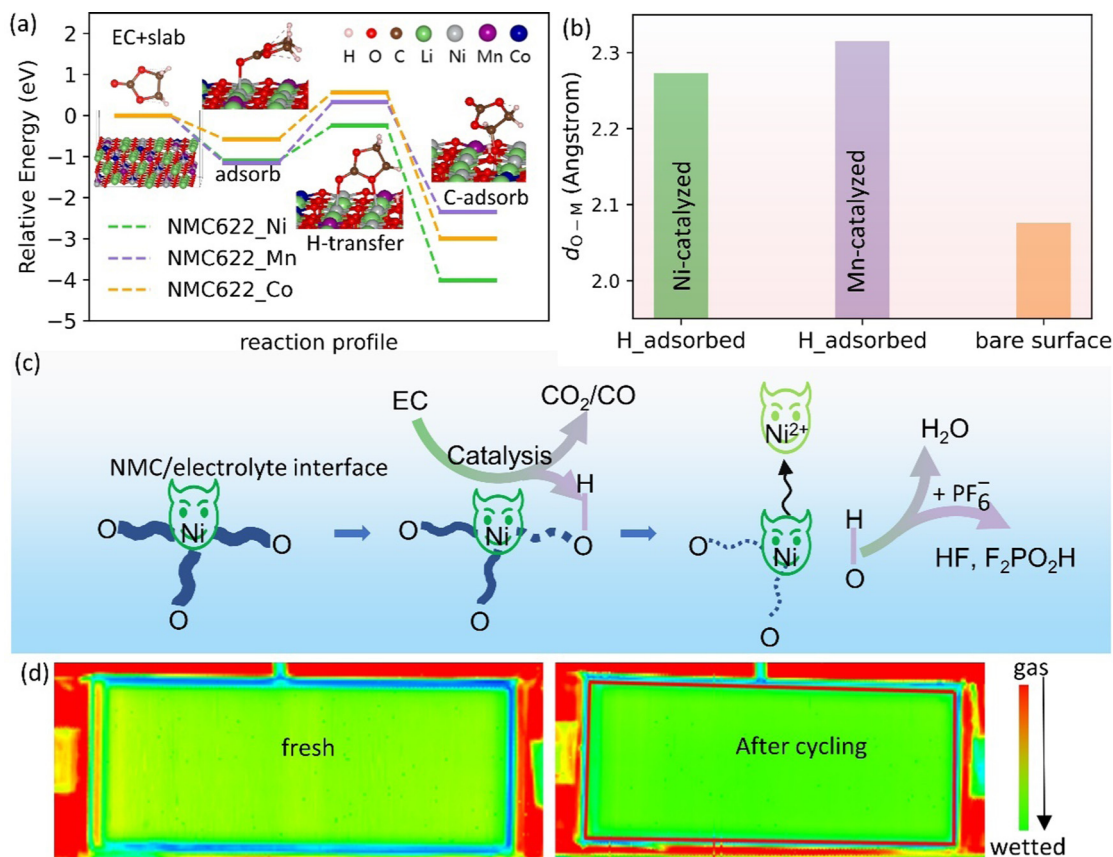 (a)
2
1
0
−1
−2
−3
−4
−5
Relative Energy (eV)
EC+slab
H O C Li Ni Mn Co
adsorb
C-adsorb
H-transfer
NMC622_Ni
NMC622_Mn
NMC622_Co
reaction profile
(b)
2.3
2.2
2.1
2.0
d_O−M (Angstrom)
Ni-catalyzed
Mn-catalyzed
H_adsorbed H_adsorbed bare surface
(c)
NMC/electrolyte interface
O
Ni
O
O
EC
CO₂/CO
Catalysis
H
O
Ni
O
O
Ni²⁺
Ni
O
O
H
O
H₂O
+ PF₆⁻
HF, F₂PO₂H
(d)
fresh
After cycling
gas
wetted